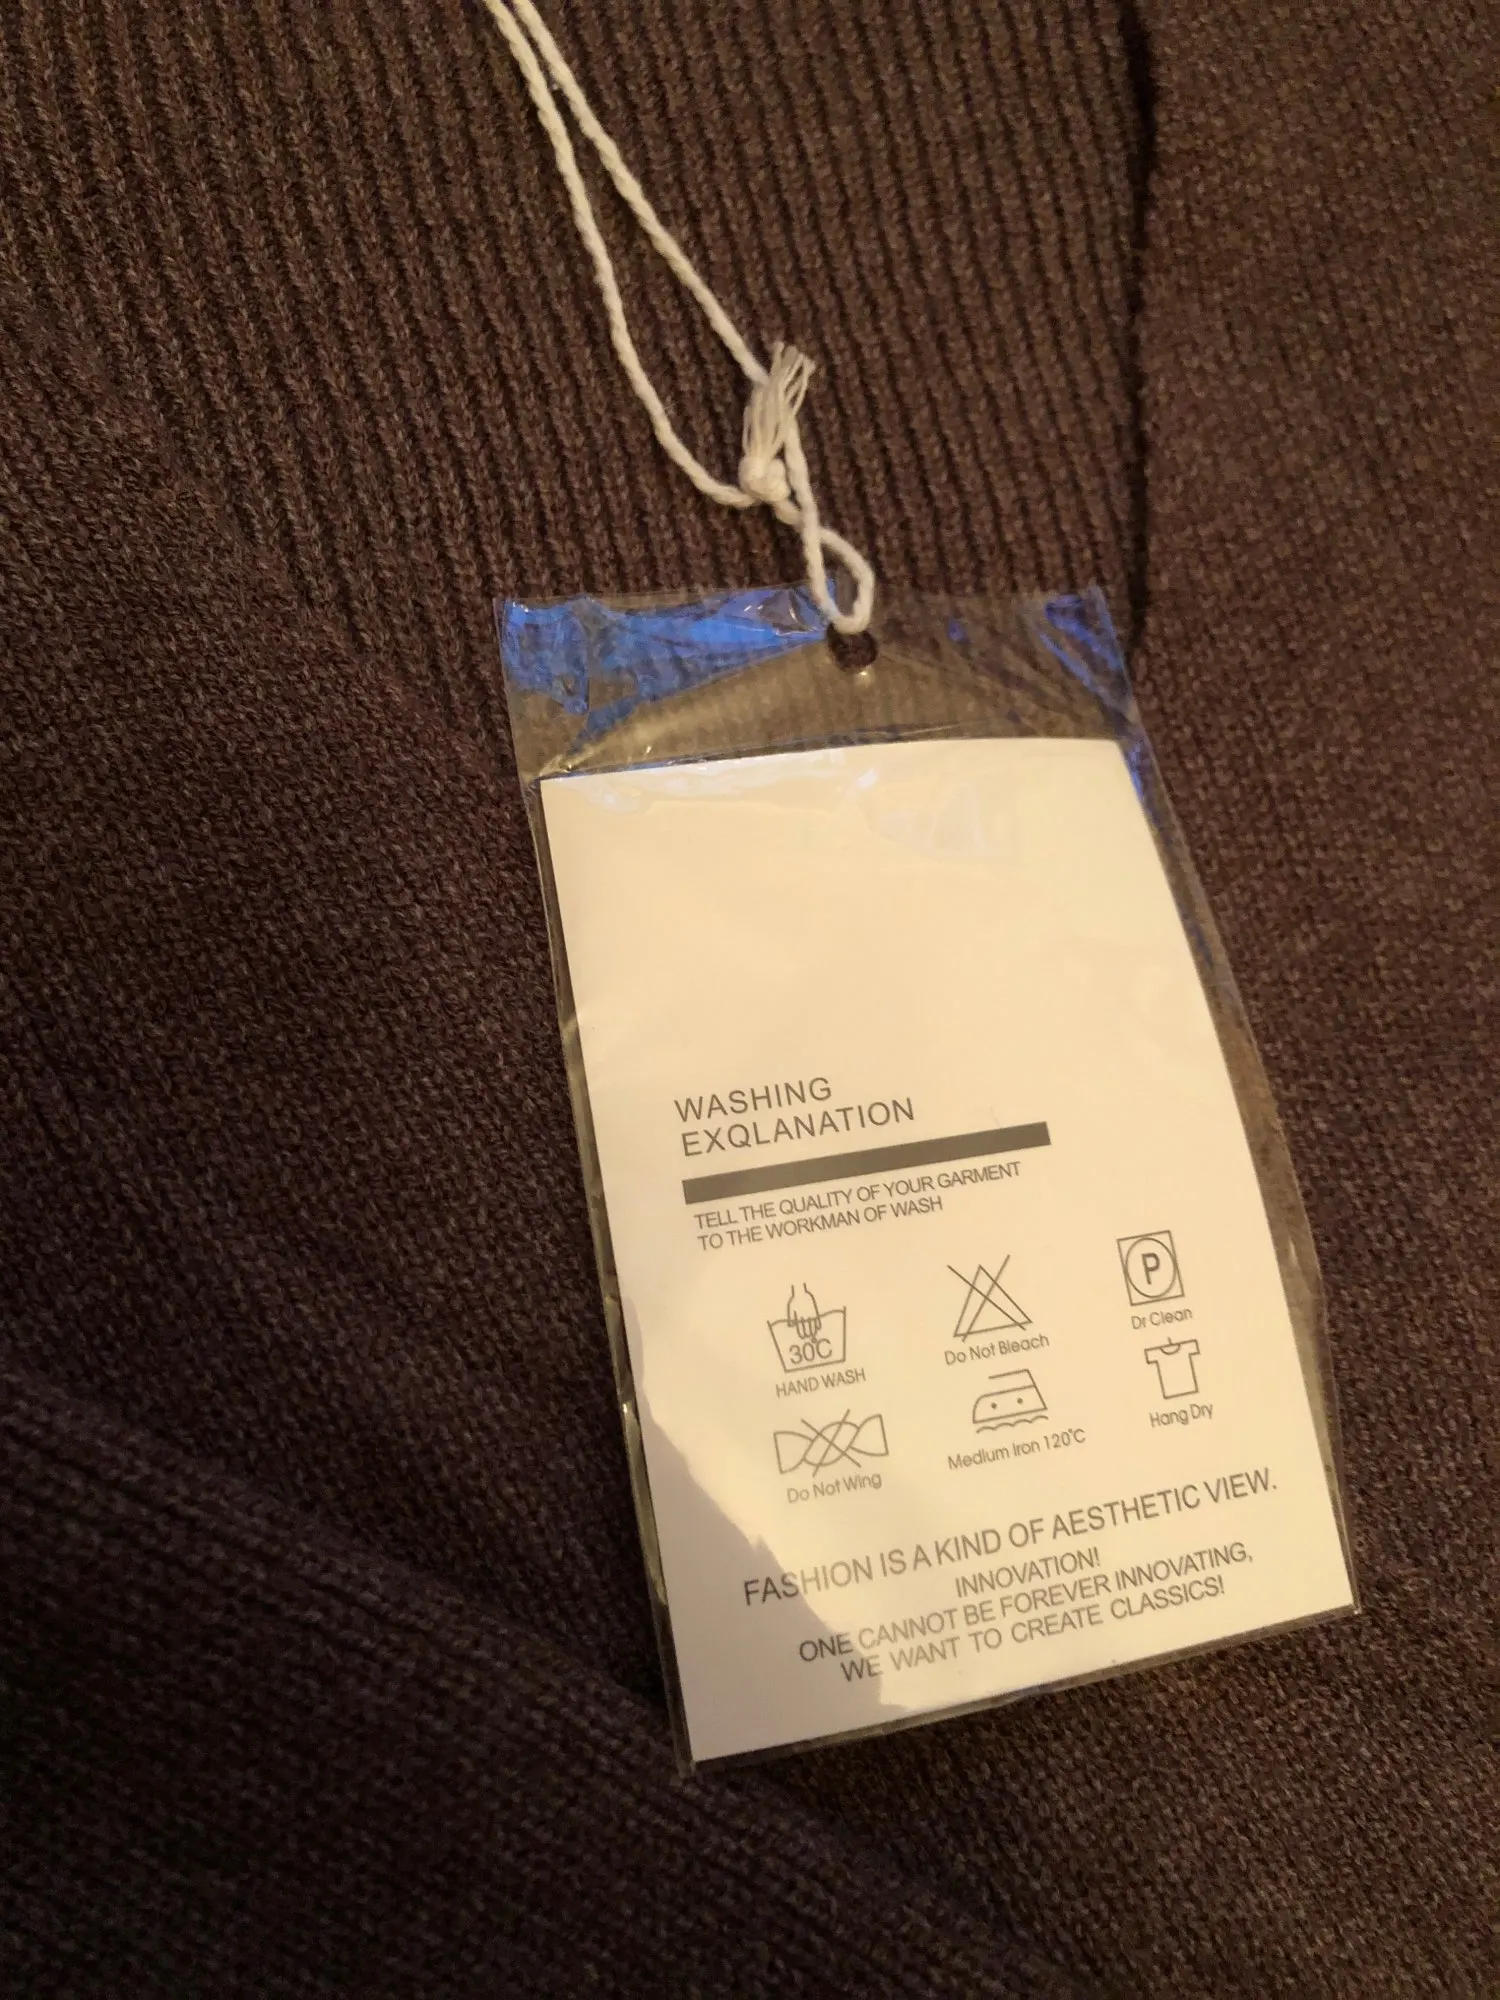 WASHING
EXQLANATION
TELL THE QUALITY OF YOUR GARMENT
TO THE WORKMAN OF WASH
30℃
HAND WASH
Do Not Bleach
P
Dr Clean
Do Not Wing
Medium Iron 120℃
Hang Dry
FASHION IS A KIND OF AESTHETIC VIEW.
INNOVATION!
ONE CANNOT BE FOREVER INNOVATING,
WE WANT TO CREATE CLASSICS!